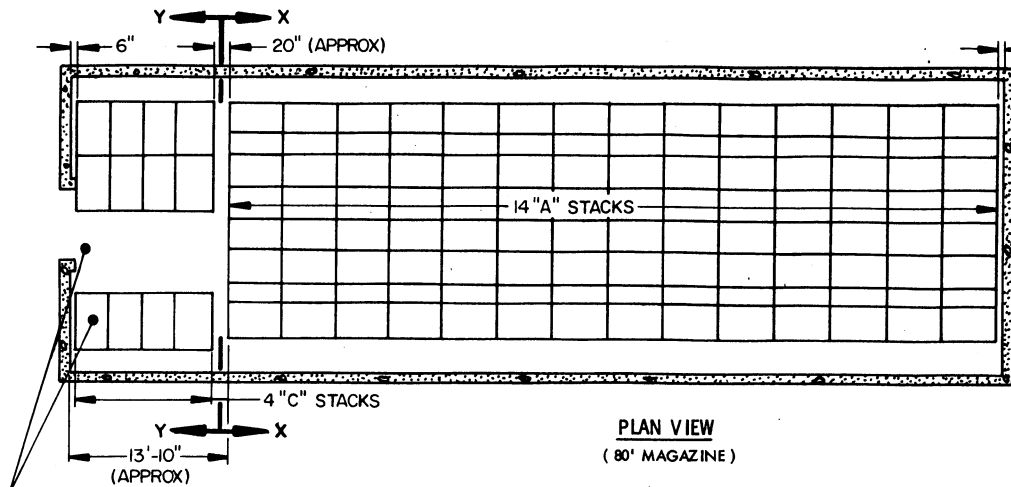 Y X
6" 20" (APPROX)
14 "A" STACKS
4 "C" STACKS
Y X
13'-10"
(APPROX)
PLAN VIEW
( 80' MAGAZINE )